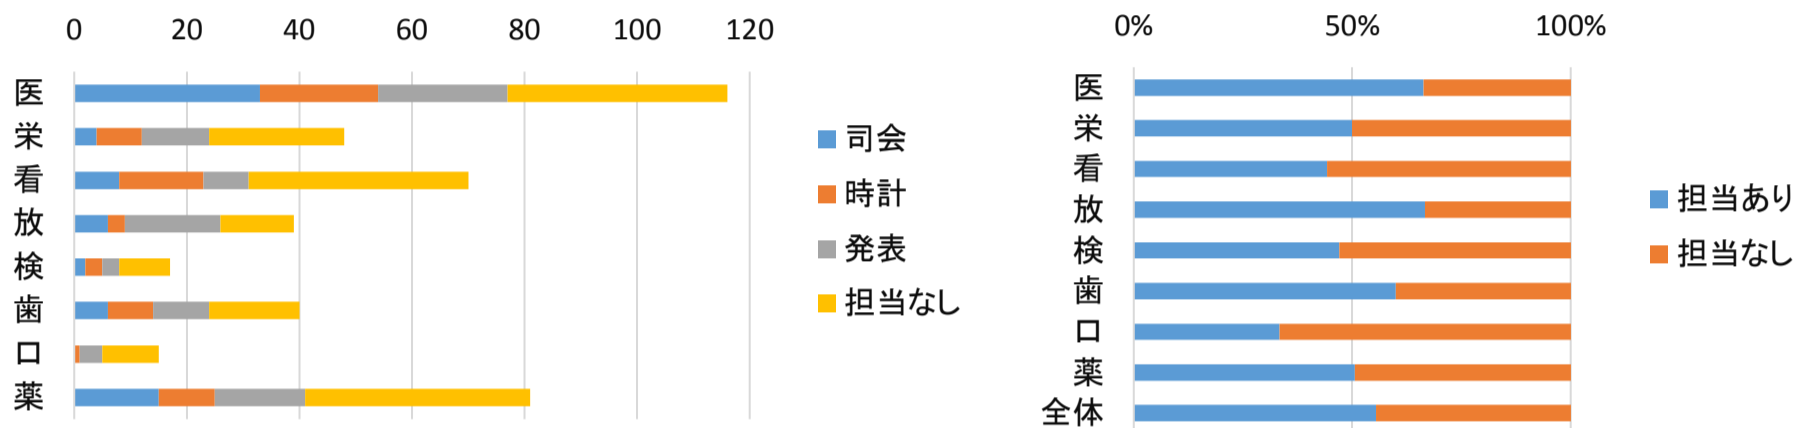 0 20 40 60 80 100 120
医
栄
看
放
検
歯
口
薬
司会
時計
発表
担当なし
0% 50% 100%
医
栄
看
放
検
歯
口
薬
全体
担当あり
担当なし